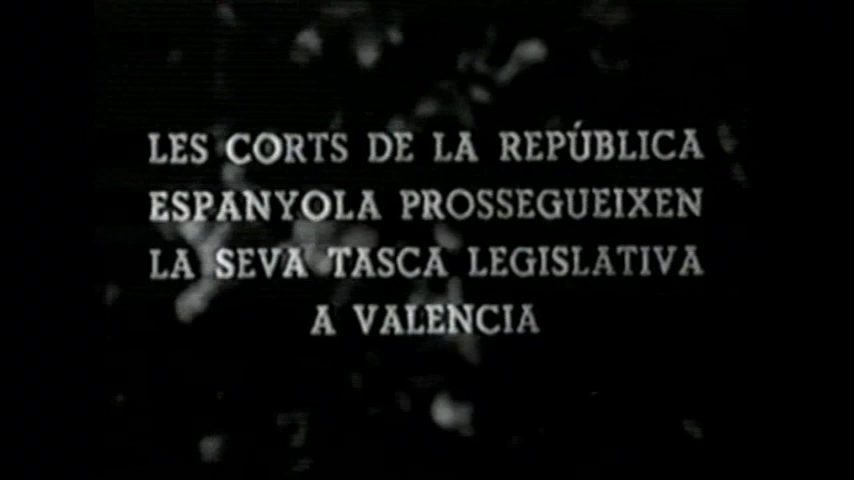 LES CORTS DE LA REPÚBLICA
ESPANYOLA PROSSEGUEIXEN
LA SEVA TASCA LEGISLATIVA
A VALENCIA